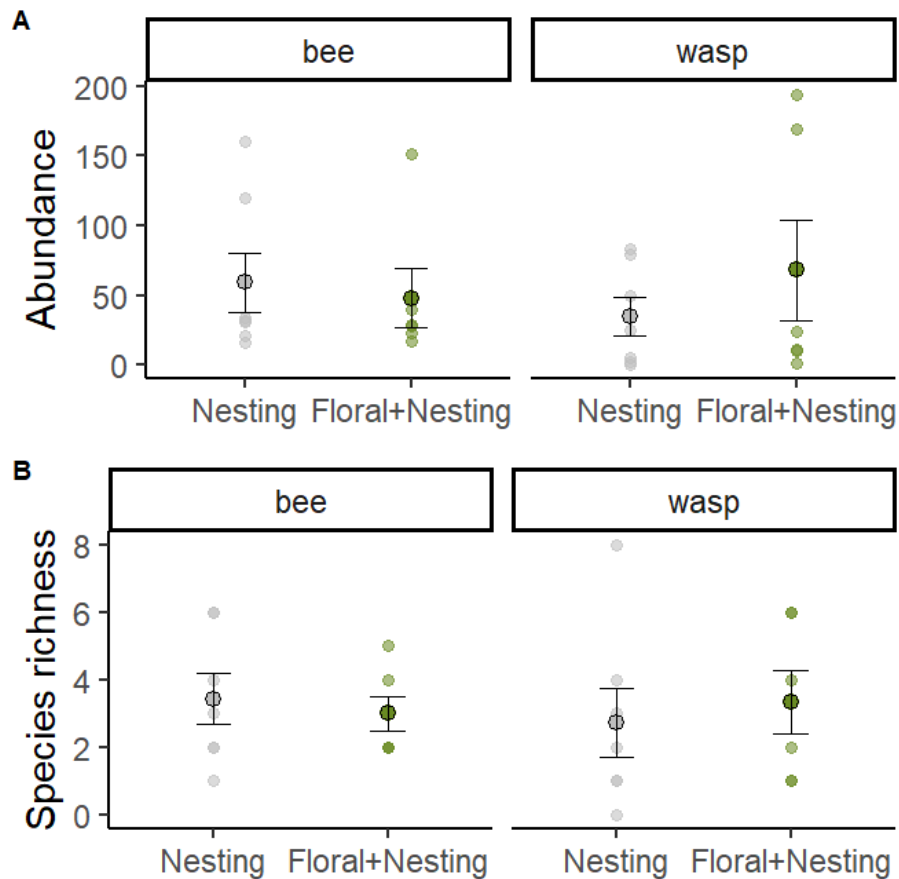 A
bee wasp
Abundance
200
150
100
50
0
Nesting Floral+Nesting Nesting Floral+Nesting
B
bee wasp
Species richness
8
6
4
2
0
Nesting Floral+Nesting Nesting Floral+Nesting